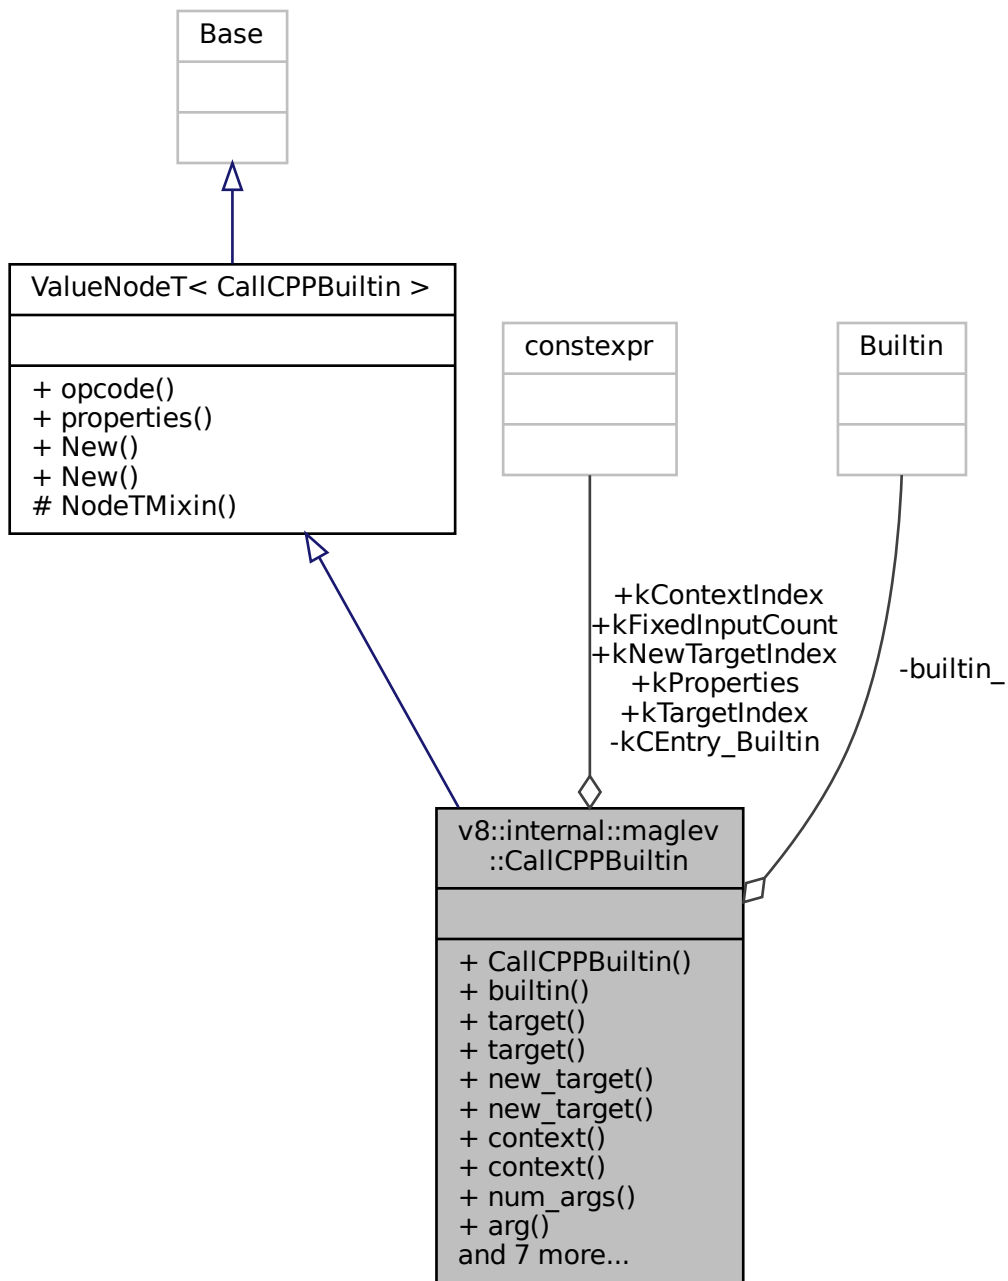 Base
ValueNodeT< CallCPPBuiltin >
+ opcode()
+ properties()
+ New()
+ New()
# NodeTMixin()
constexpr
Builtin
+kContextIndex
+kFixedInputCount
+kNewTargetIndex
+kProperties
+kTargetIndex
-kCEntry_Builtin
-builtin_
v8::internal::maglev
::CallCPPBuiltin
+ CallCPPBuiltin()
+ builtin()
+ target()
+ target()
+ new_target()
+ new_target()
+ context()
+ context()
+ num_args()
+ arg()
and 7 more...